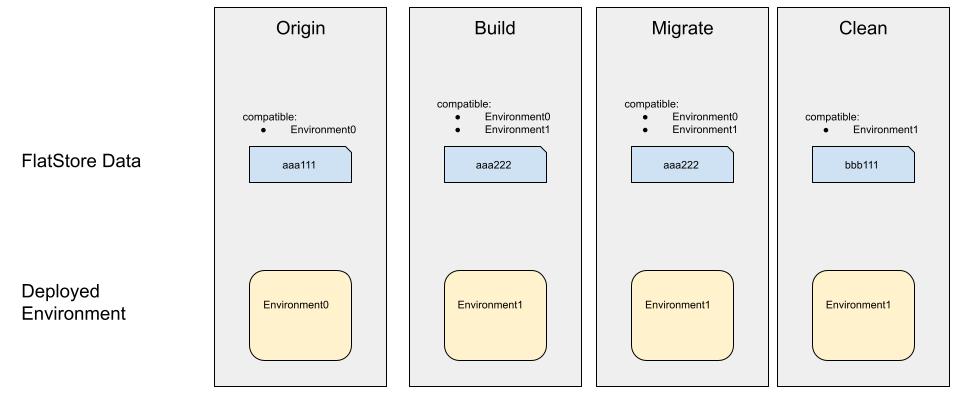 Origin
Build
Migrate
Clean
FlatStore Data
compatible:
● Environment0
aaa111
compatible:
● Environment0
● Environment1
aaa222
compatible:
● Environment0
● Environment1
aaa222
compatible:
● Environment1
bbb111
Deployed
Environment
Environment0
Environment1
Environment1
Environment1